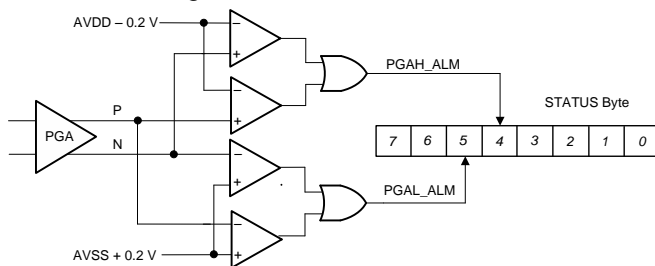 AVDD – 0.2 V
−
+
PGAH_ALM
STATUS Byte
P
−
+
PGA
7 6 5 4 3 2 1 0
N
−
+
PGAL_ALM
−
AVSS + 0.2 V
+